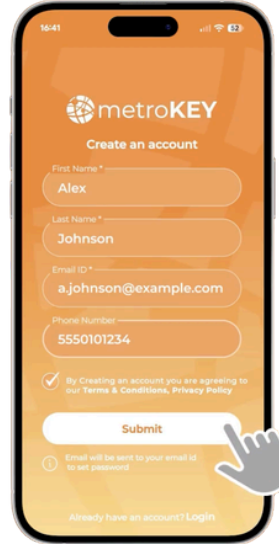 16:41
52
metroKEY
Create an account
First Name *
Alex
Last Name *
Johnson
Email ID *
a.johnson@example.com
Phone Number
5550101234
By Creating an account you are agreeing to
our Terms & Conditions, Privacy Policy
Submit
Email will be sent to your email id
to set password
Already have an account? Login